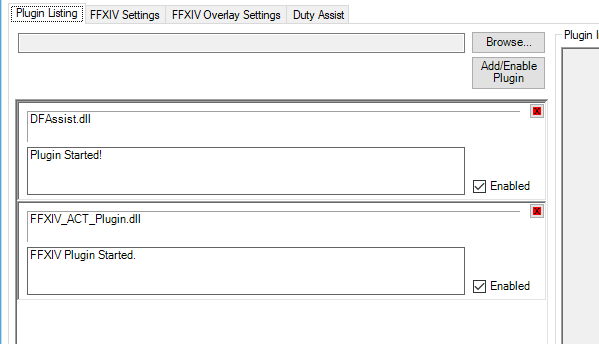 Plugin Listing
FFXIV Settings
FFXIV Overlay Settings
Duty Assist
Browse...
Plugin
Add/Enable
Plugin
DFAssist.dll
Plugin Started!
Enabled
FFXIV_ACT_Plugin.dll
FFXIV Plugin Started.
Enabled